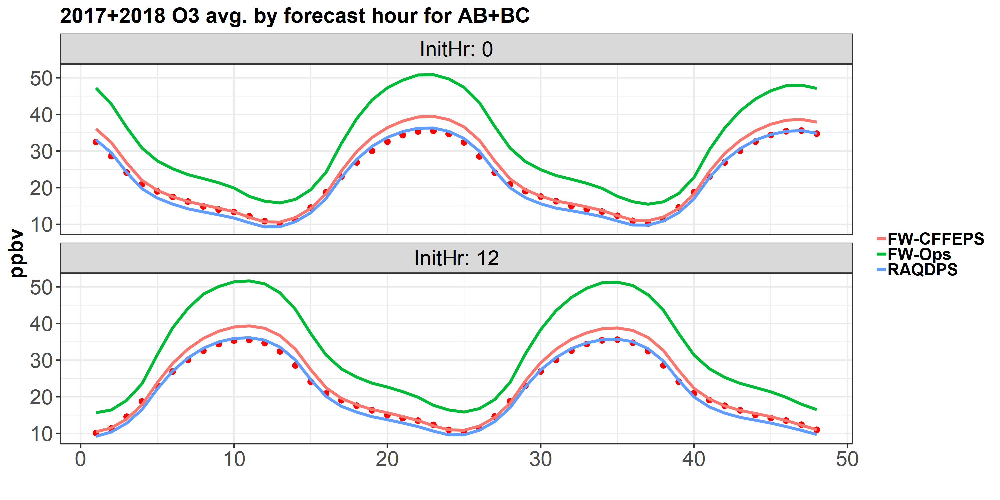 2017+2018 O3 avg. by forecast hour for AB+BC
InitHr: 0
50
40
30
20
10
ppbv
InitHr: 12
50
40
30
20
10
0 10 20 30 40 50
FW-CFFEPS
FW-Ops
RAQDPS